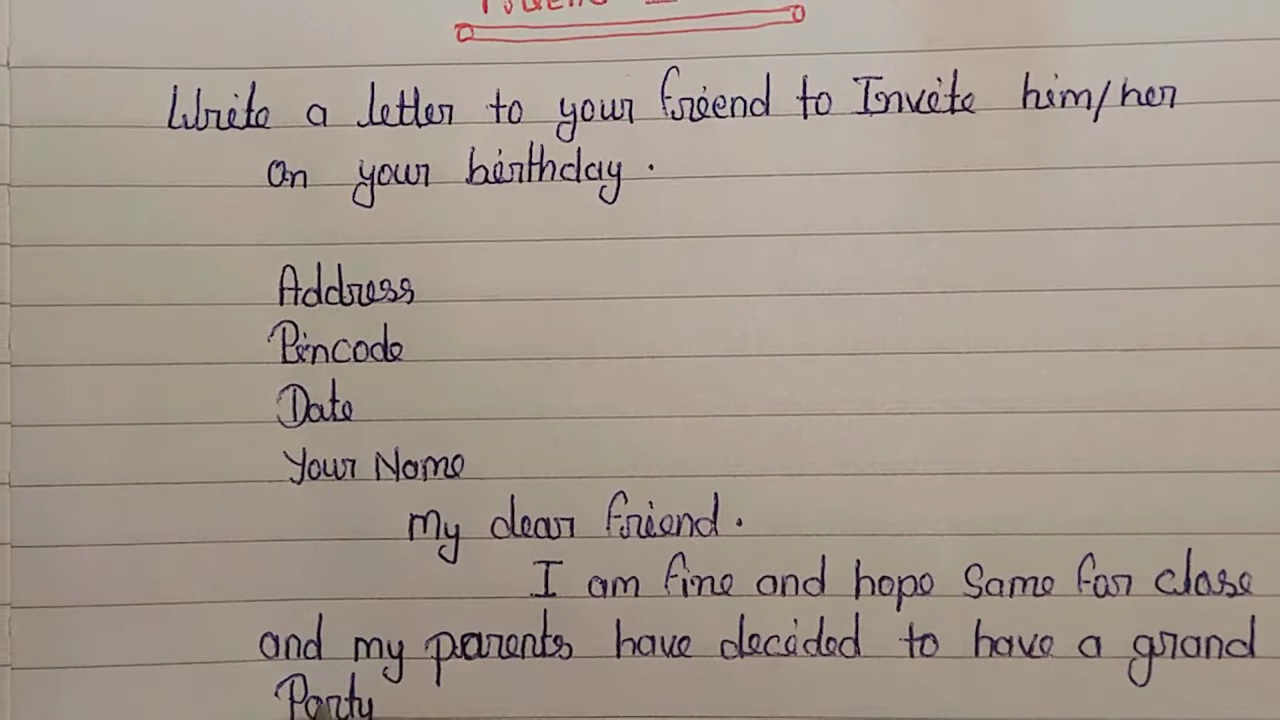 Write a letter to your friend to Invite him/her
on your birthday.
Address
Pincode
Date
Your Name
My dear friend.
I am fine and hope Same for close
and my parents have decided to have a grand
Party